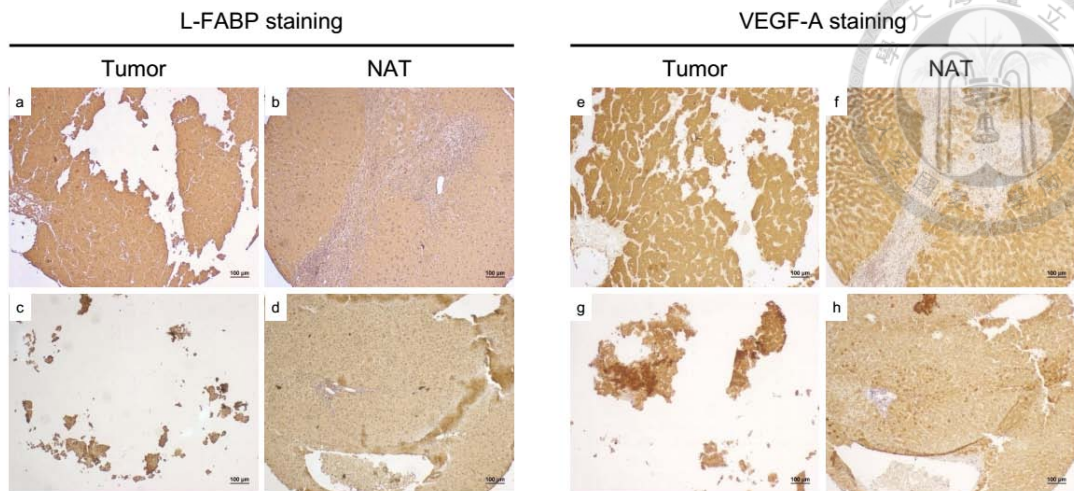 L-FABP staining
VEGF-A staining
Tumor
NAT
Tumor
NAT
a
b
e
f
100 µm
100 µm
100 µm
100 µm
c
d
g
h
100 µm
100 µm
100 µm
100 µm